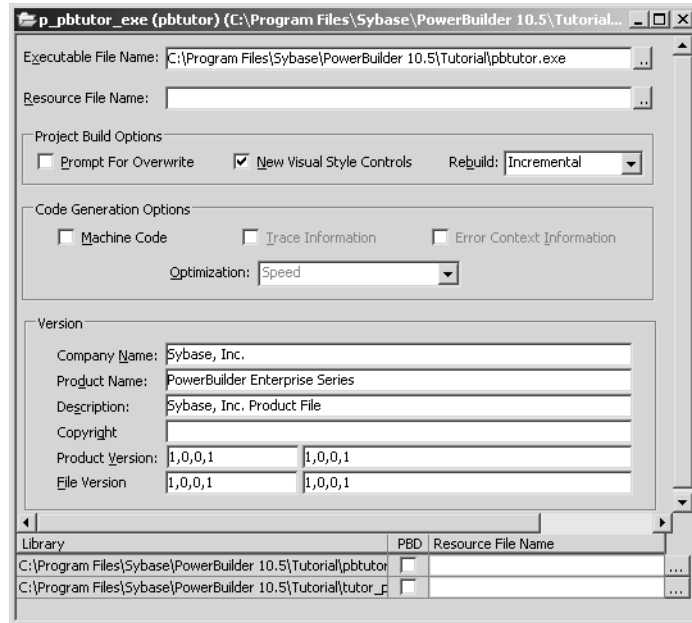 p_pbtutor_exe (pbtutor) (C:\Program Files\Sybase\PowerBuilder 10.5\Tutorial...
Executable File Name: C:\Program Files\Sybase\PowerBuilder 10.5\Tutorial\pbtutor.exe ..
Resource File Name: ..
Project Build Options
Prompt For Overwrite New Visual Style Controls Rebuild: Incremental
Code Generation Options
Machine Code Trace Information Error Context Information
Optimization: Speed
Version
Company Name: Sybase, Inc.
Product Name: PowerBuilder Enterprise Series
Description: Sybase, Inc. Product File
Copyright
Product Version: 1,0,0,1 1,0,0,1
File Version 1,0,0,1 1,0,0,1
Library PBD Resource File Name
C:\Program Files\Sybase\PowerBuilder 10.5\Tutorial\pbtutor ...
C:\Program Files\Sybase\PowerBuilder 10.5\Tutorial\tutor_p ...